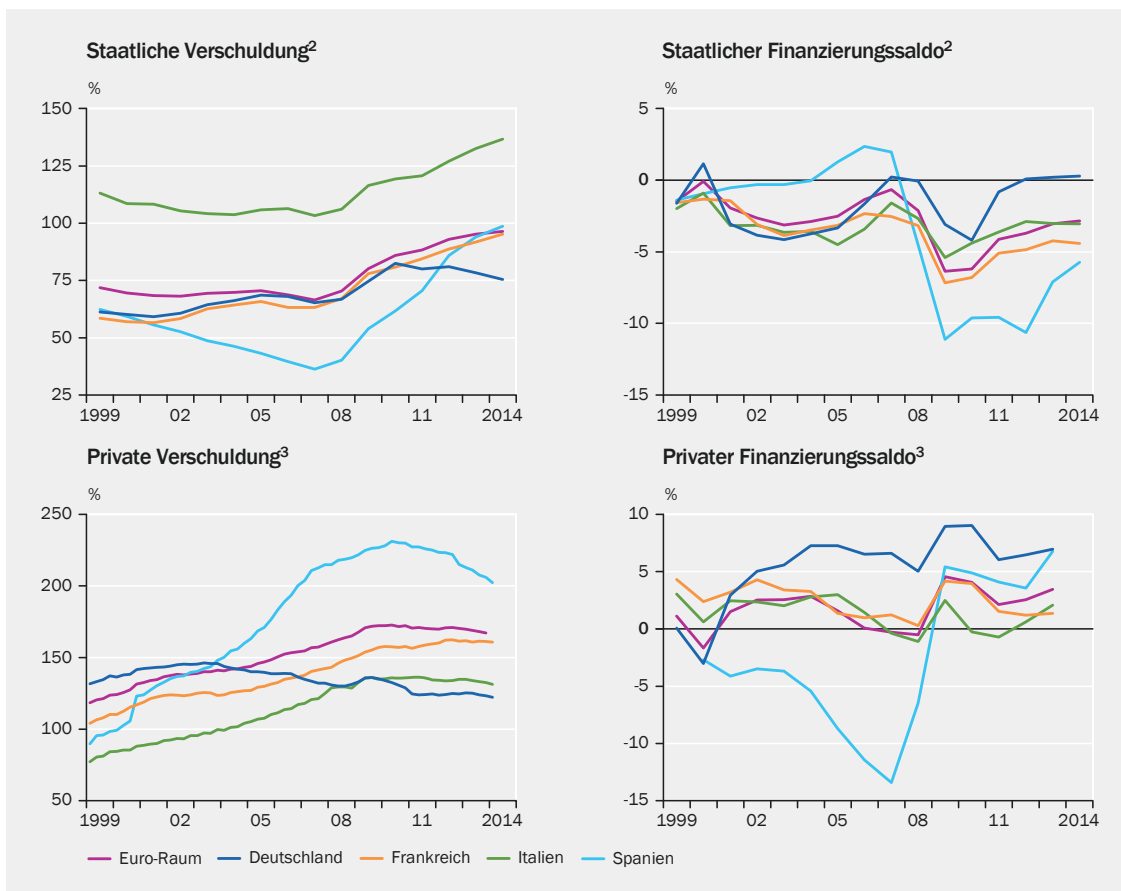 Staatliche Verschuldung²
%
150
125
100
75
50
25
1999 02 05 08 11 2014
Staatlicher Finanzierungssaldo²
%
5
0
-5
-10
-15
1999 02 05 08 11 2014
Private Verschuldung³
%
250
200
150
100
50
1999 02 05 08 11 2014
Privater Finanzierungssaldo³
%
10
5
0
-5
-10
-15
1999 02 05 08 11 2014
Euro-Raum Deutschland Frankreich Italien Spanien